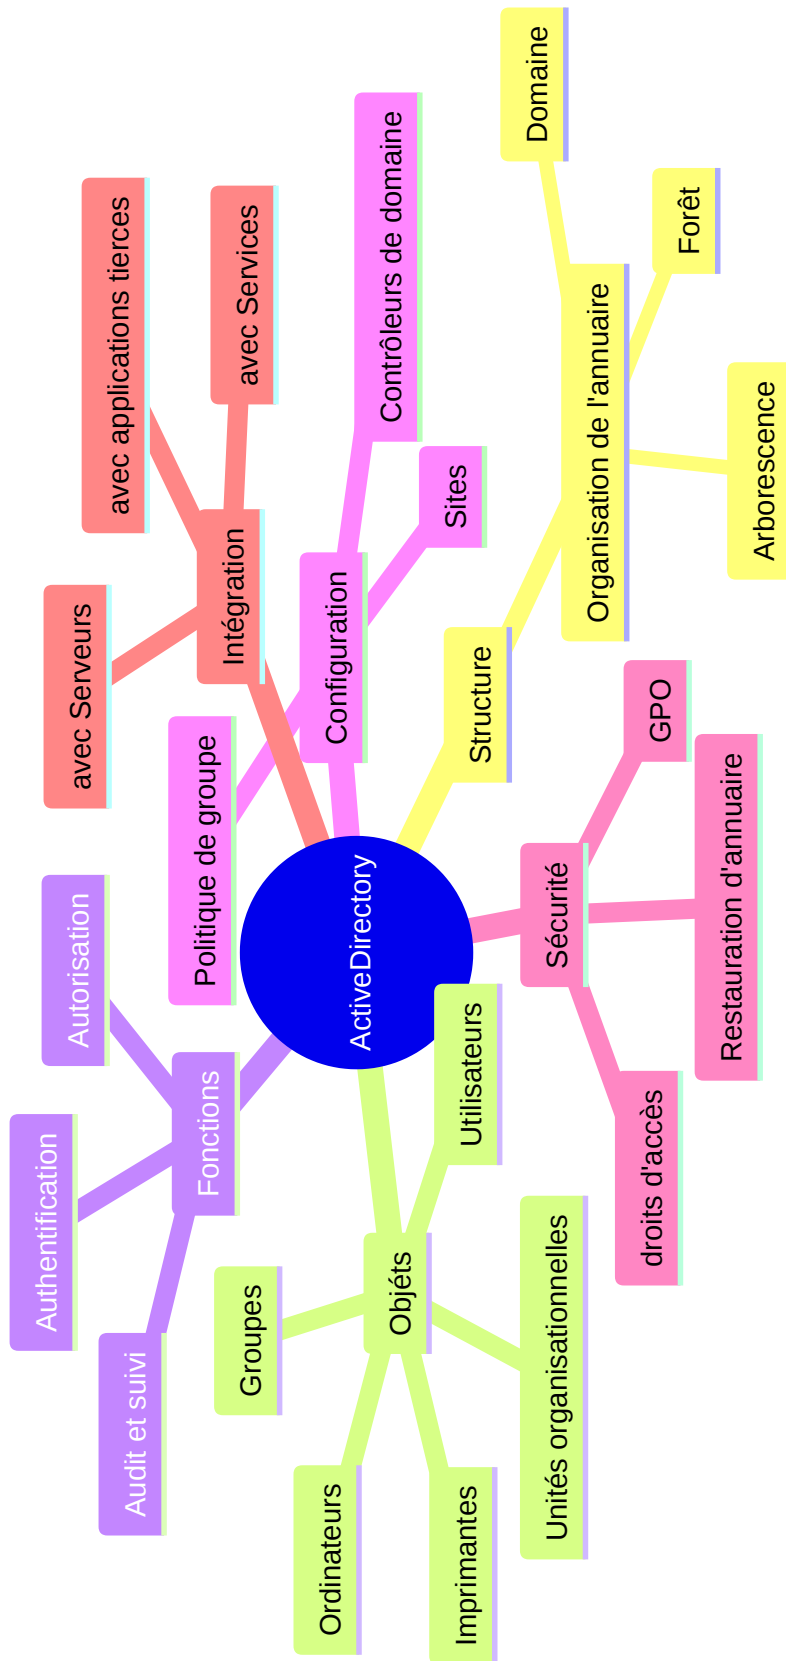 ActiveDirectory
Structure
Organisation de l'annuaire
Domaine
Forêt
Arborescence
Configuration
Contrôleurs de domaine
Sites
Politique de groupe
Intégration
avec applications tierces
avec Services
avec Serveurs
Fonctions
Autorisation
Authentification
Audit et suivi
Objéts
Utilisateurs
Groupes
Ordinateurs
Imprimantes
Unités organisationnelles
Sécurité
GPO
Restauration d'annuaire
droits d'accès